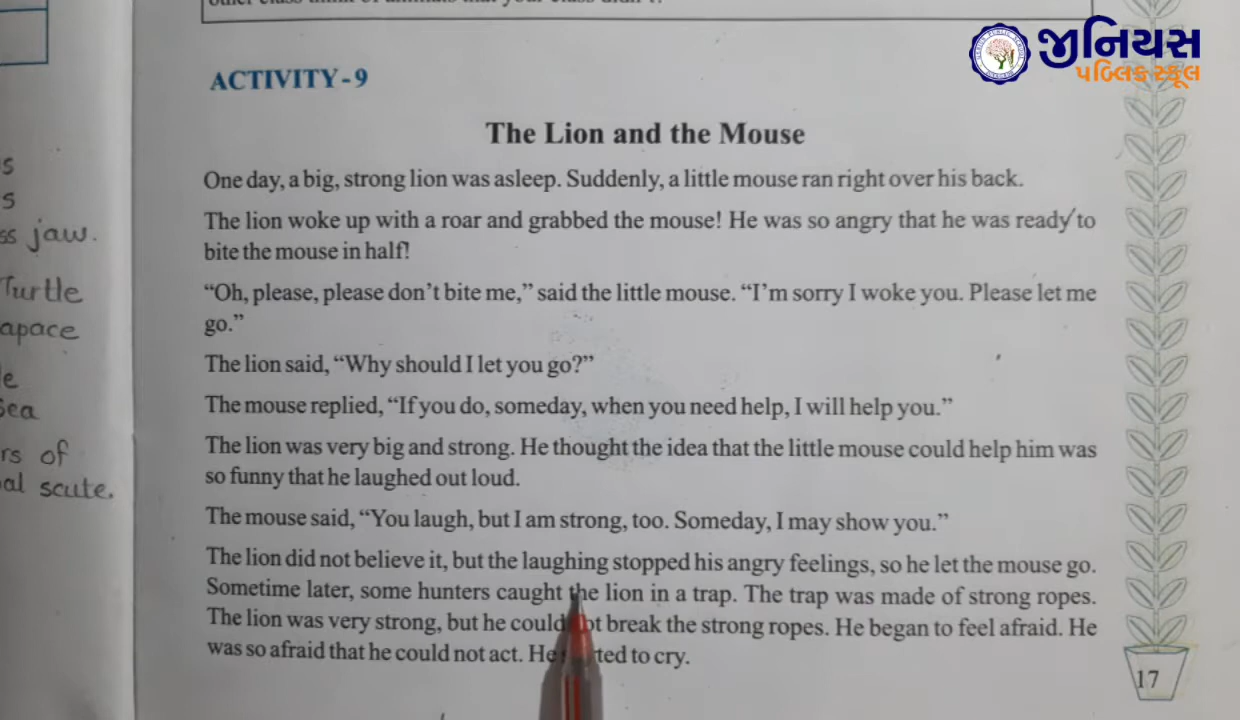 જીનિયસ
પબ્લિક સ્કૂલ
ACTIVITY - 9
The Lion and the Mouse
One day, a big, strong lion was asleep. Suddenly, a little mouse ran right over his back.
The lion woke up with a roar and grabbed the mouse! He was so angry that he was ready to
bite the mouse in half!
“Oh, please, please don’t bite me,” said the little mouse. “I’m sorry I woke you. Please let me
go.”
The lion said, “Why should I let you go?”
The mouse replied, “If you do, someday, when you need help, I will help you.”
The lion was very big and strong. He thought the idea that the little mouse could help him was
so funny that he laughed out loud.
The mouse said, “You laugh, but I am strong, too. Someday, I may show you.”
The lion did not believe it, but the laughing stopped his angry feelings, so he let the mouse go.
Sometime later, some hunters caught the lion in a trap. The trap was made of strong ropes.
The lion was very strong, but he could not break the strong ropes. He began to feel afraid. He
was so afraid that he could not act. He ted to cry.
17
s
s
ss jaw.
Turtle
apace
le
Sea
rs of
al scute.